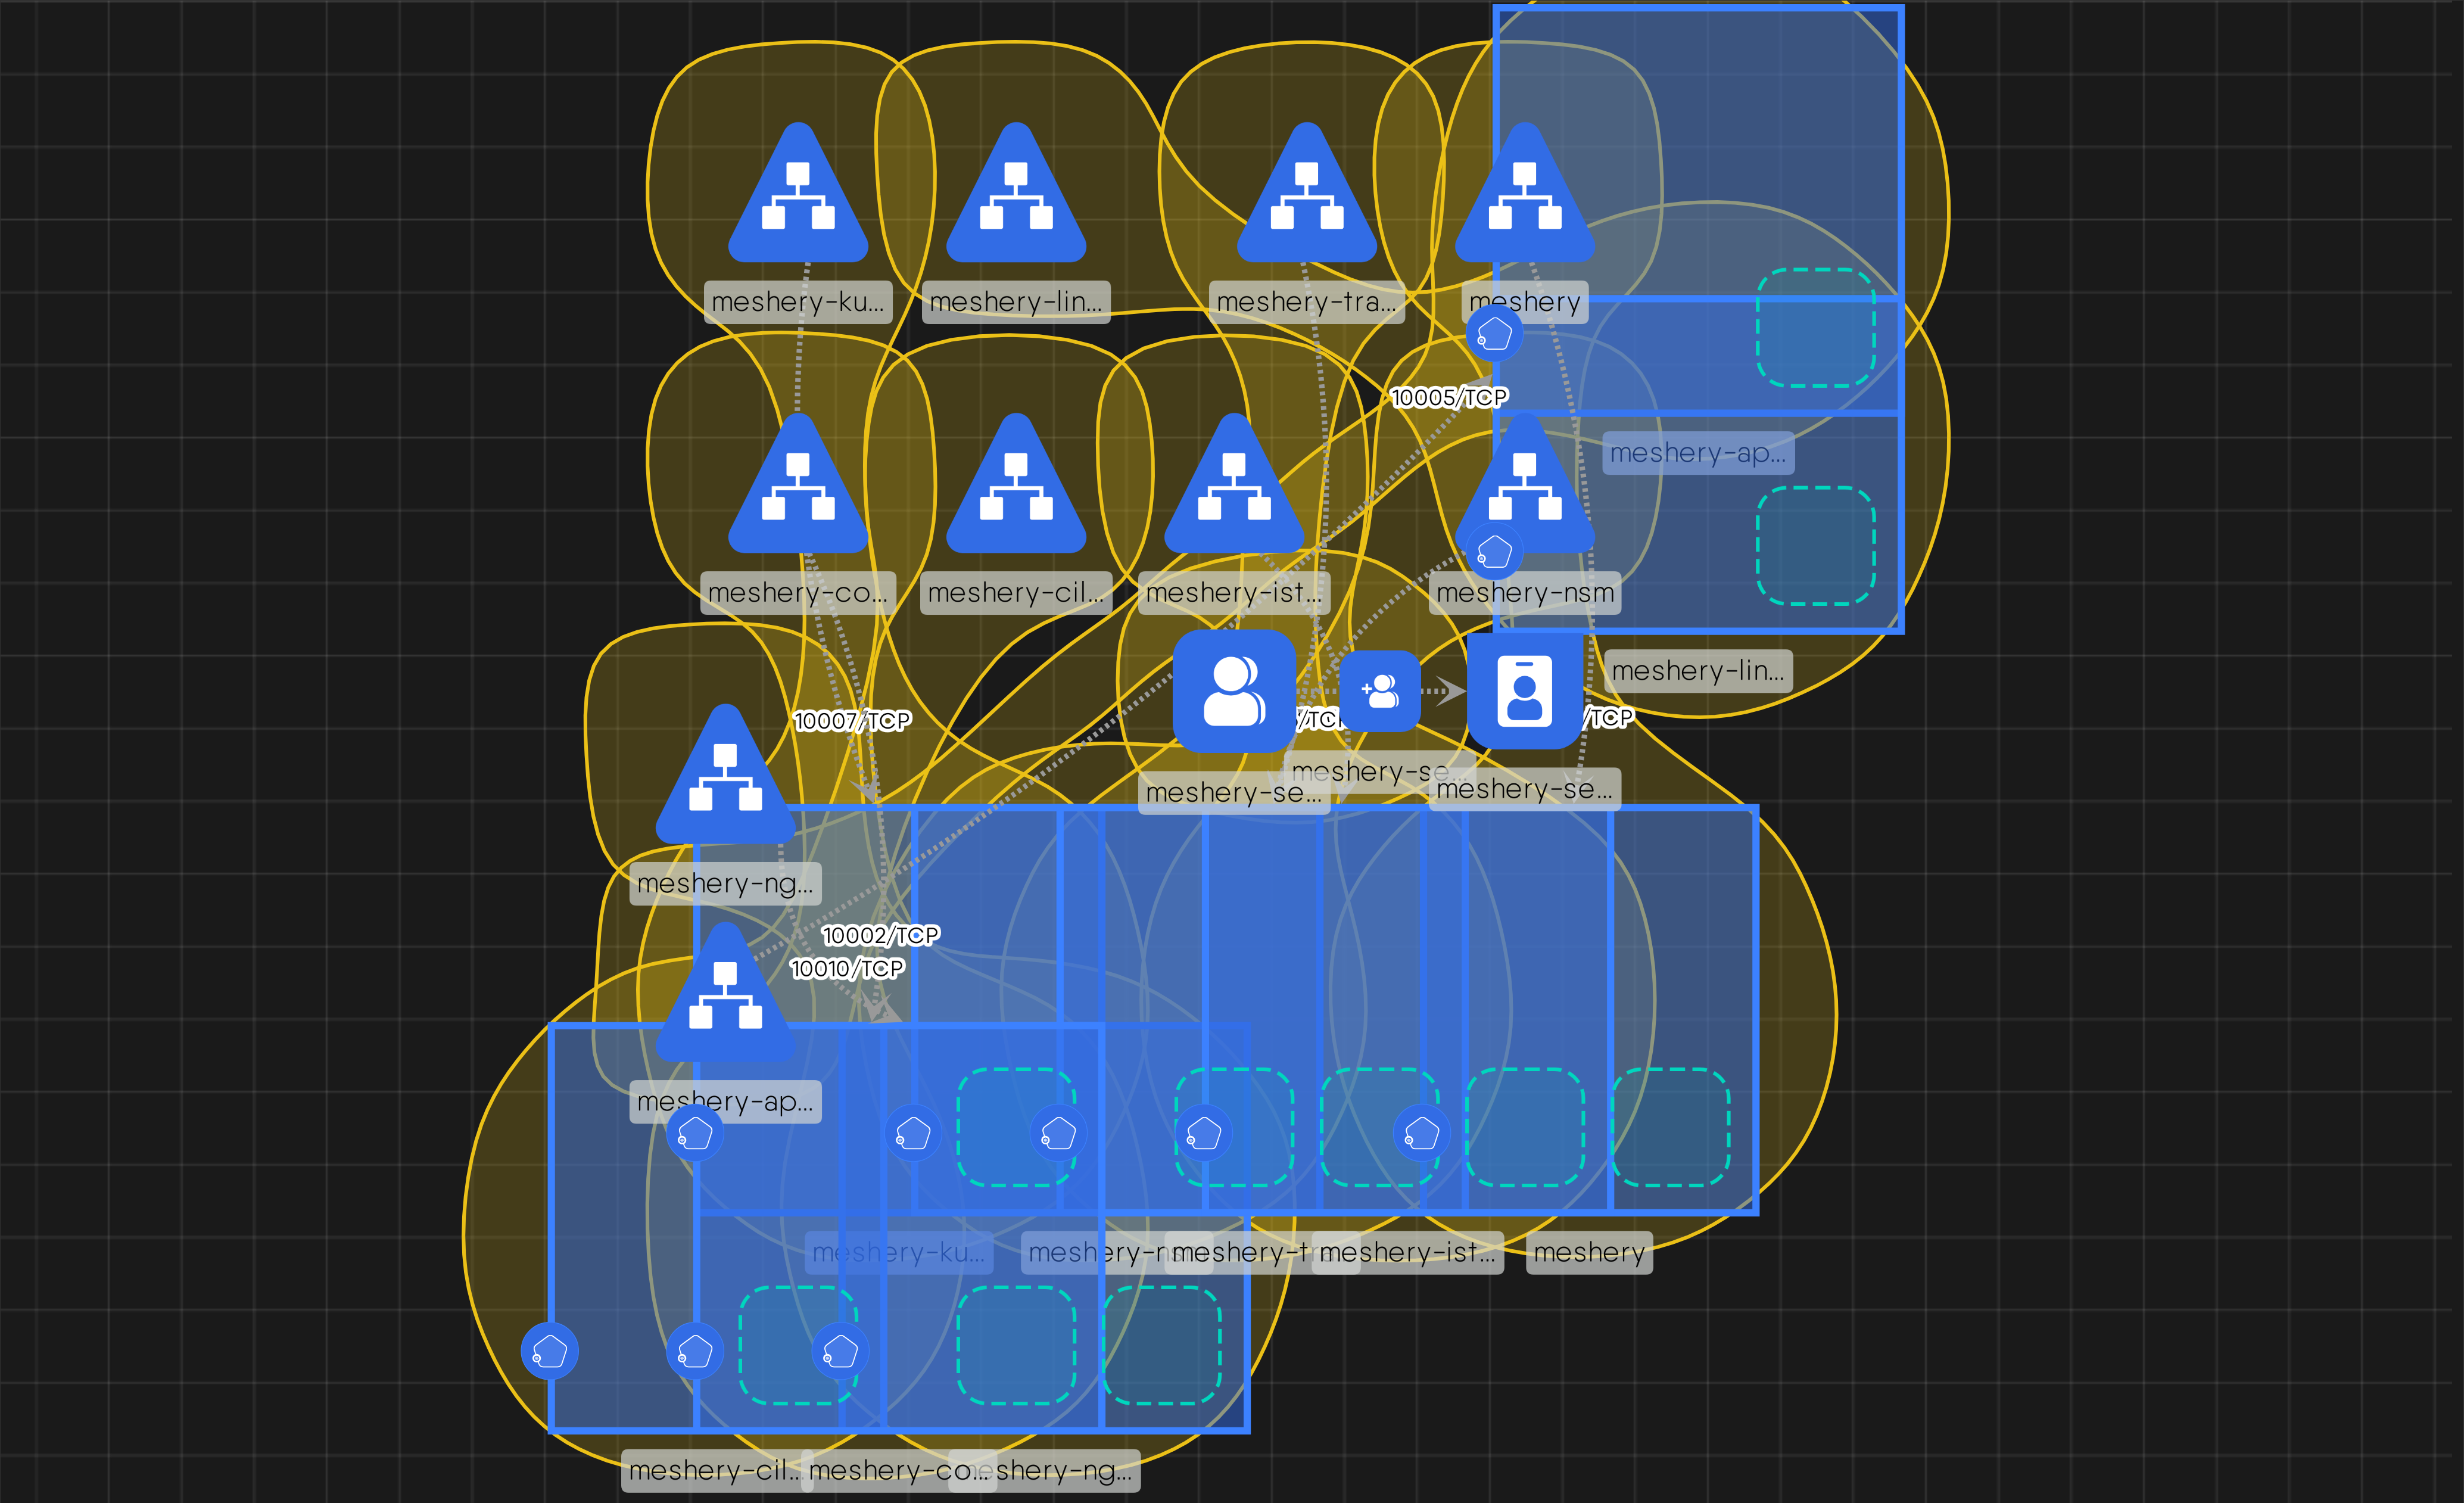 meshery-ku...
meshery-lin...
meshery-tra...
meshery
10005/TCP
meshery-ap...
meshery-co...
meshery-cil...
meshery-ist...
meshery-nsm
meshery-lin...
10007/TCP
/TCP
/TCP
meshery-se...
meshery-se...
meshery-se...
meshery-ng...
10002/TCP
10010/TCP
meshery-ap...
meshery-ku...
meshery-ns
meshery-t
meshery-ist...
meshery
meshery-cil...
meshery-co...
meshery-ng...